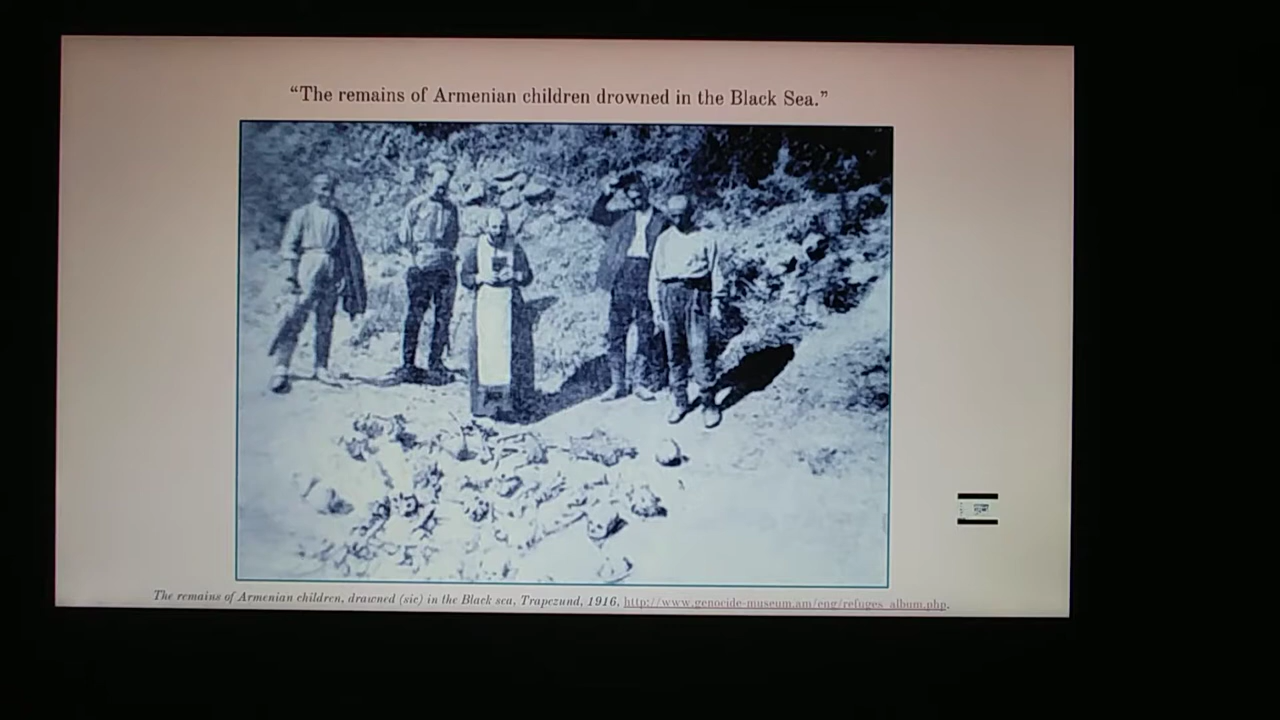 “The remains of Armenian children drowned in the Black Sea.”
The remains of Armenian children, drawned (sic) in the Black sea, Trapezund, 1916, http://www.genocide-museum.am/eng/refuges_album.php.